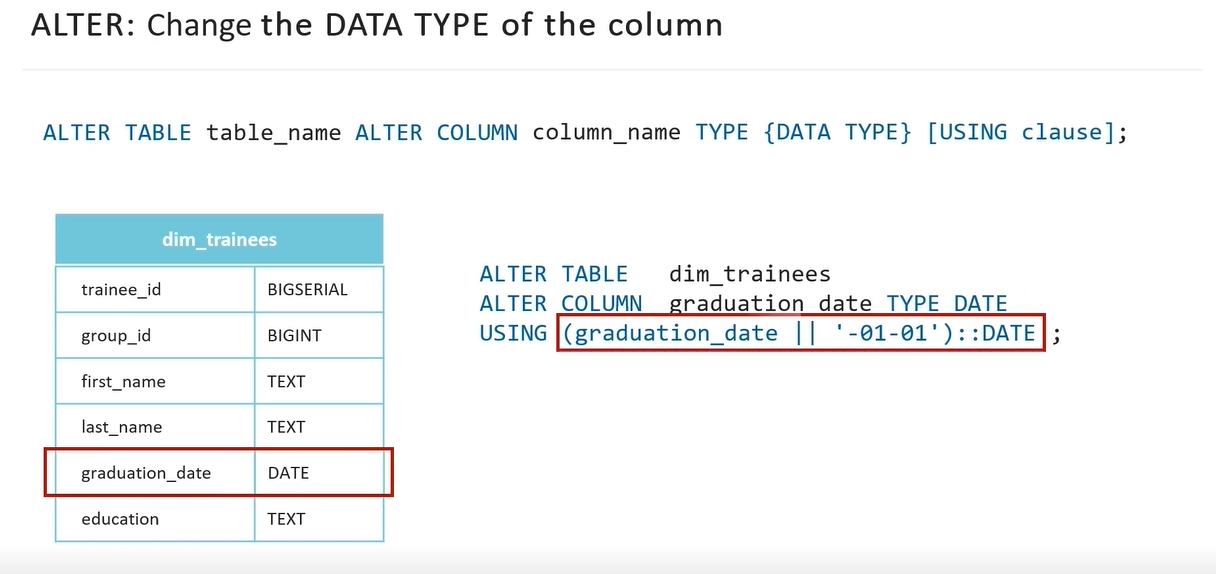 ALTER: Change the DATA TYPE of the column
ALTER TABLE table_name ALTER COLUMN column_name TYPE {DATA TYPE} [USING clause];
dim_trainees
trainee_id BIGSERIAL
group_id BIGINT
first_name TEXT
last_name TEXT
graduation_date DATE
education TEXT
ALTER TABLE dim_trainees
ALTER COLUMN graduation_date TYPE DATE
USING (graduation_date || '-01-01')::DATE ;